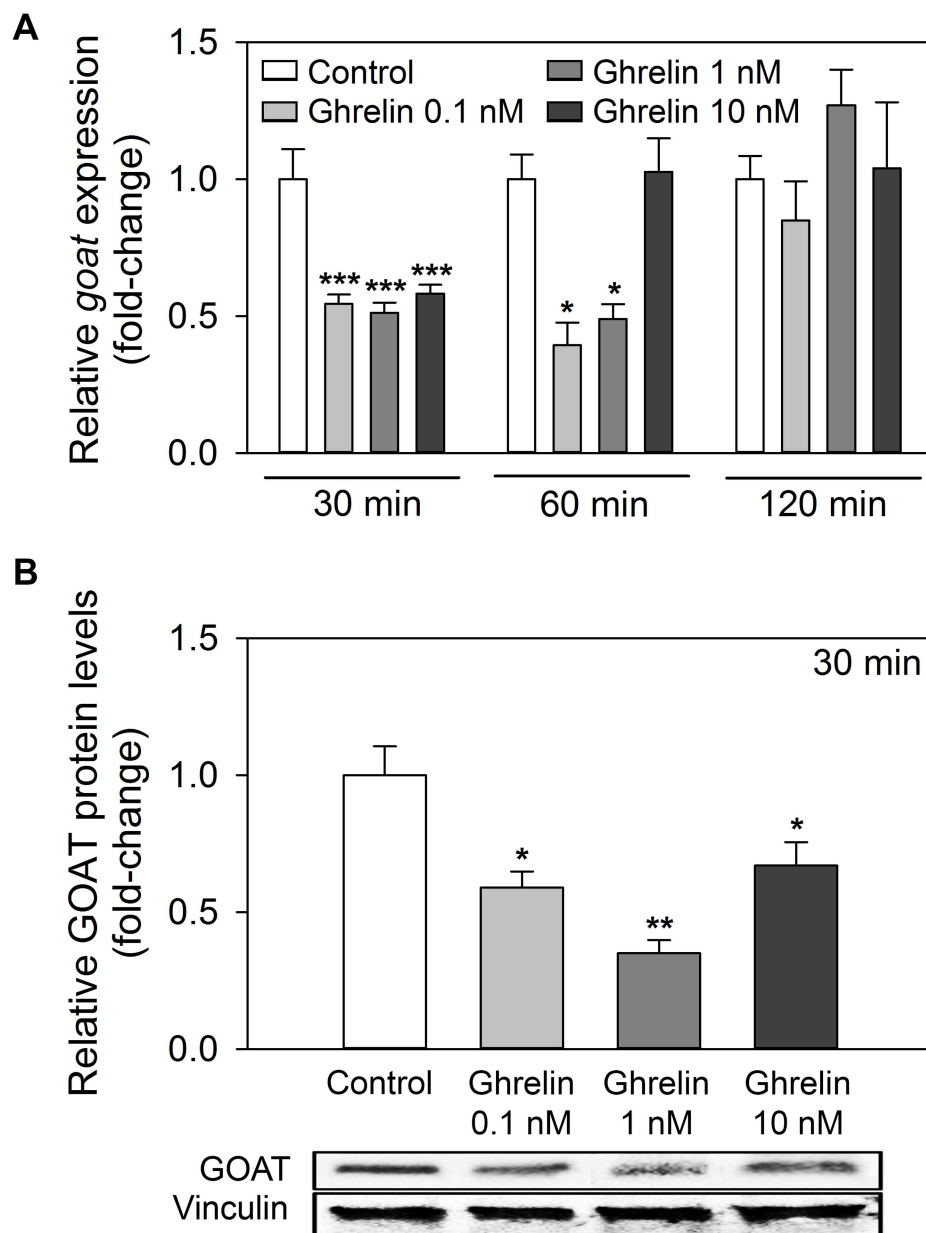 A
Relative goat expression
(fold-change)
1.5
1.0
0.5
0.0
Control
Ghrelin 0.1 nM
Ghrelin 1 nM
Ghrelin 10 nM
***
***
***
*
*
30 min
60 min
120 min
B
Relative GOAT protein levels
(fold-change)
1.5
1.0
0.5
0.0
30 min
*
**
*
Control
Ghrelin
0.1 nM
Ghrelin
1 nM
Ghrelin
10 nM
GOAT
Vinculin